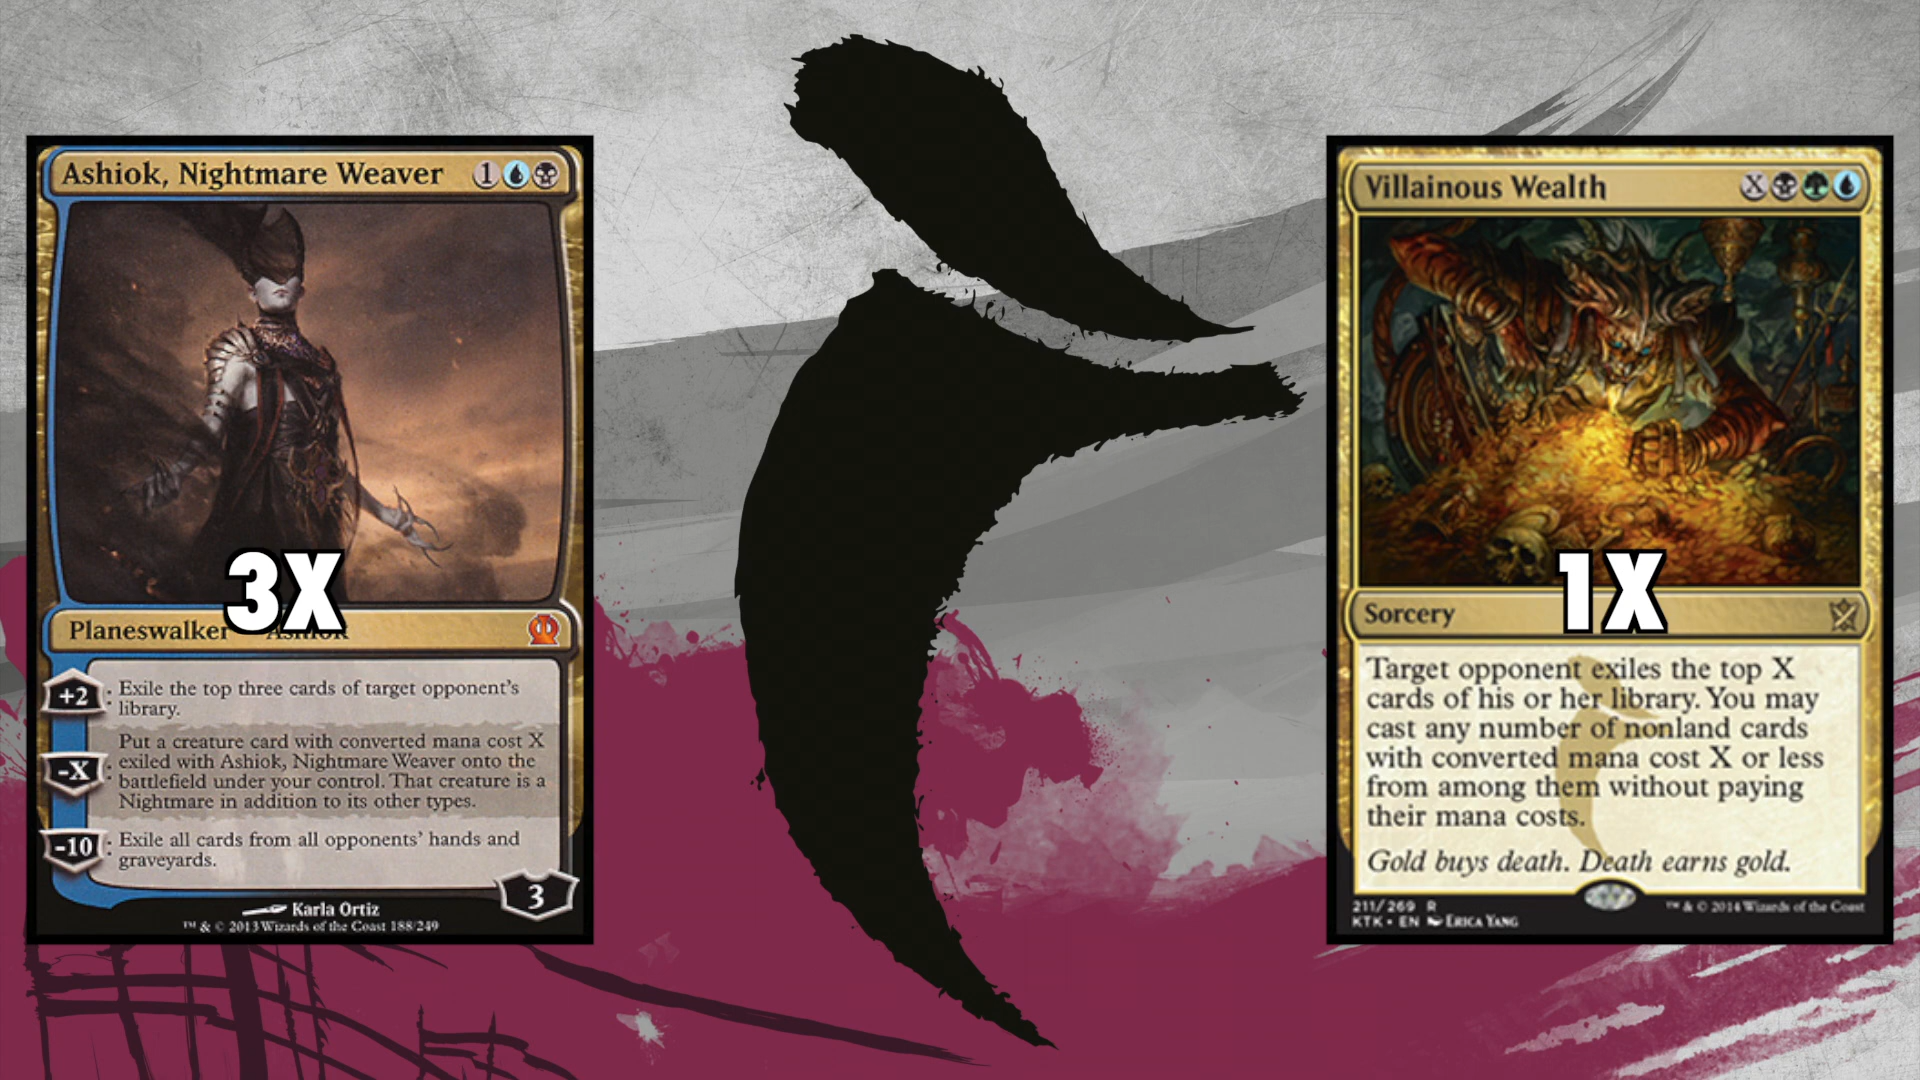 Ashiok, Nightmare Weaver 1
3X
Planeswalker Ashiok
+2 : Exile the top three cards of target opponent's
library.
Put a creature card with converted mana cost X
-X : exiled with Ashiok, Nightmare Weaver onto the
battlefield under your control. That creature is a
Nightmare in addition to its other types.
-10 : Exile all cards from all opponents' hands and
graveyards.
3
Karla Ortiz
™ & © 2013 Wizards of the Coast 188/249
Villainous Wealth X
1X
Sorcery
Target opponent exiles the top X
cards of his or her library. You may
cast any number of nonland cards
with converted mana cost X or less
from among them without paying
their mana costs.
Gold buys death. Death earns gold.
211/269 R
KTK • EN Erica Yang
™ & © 2014 Wizards of the Coast